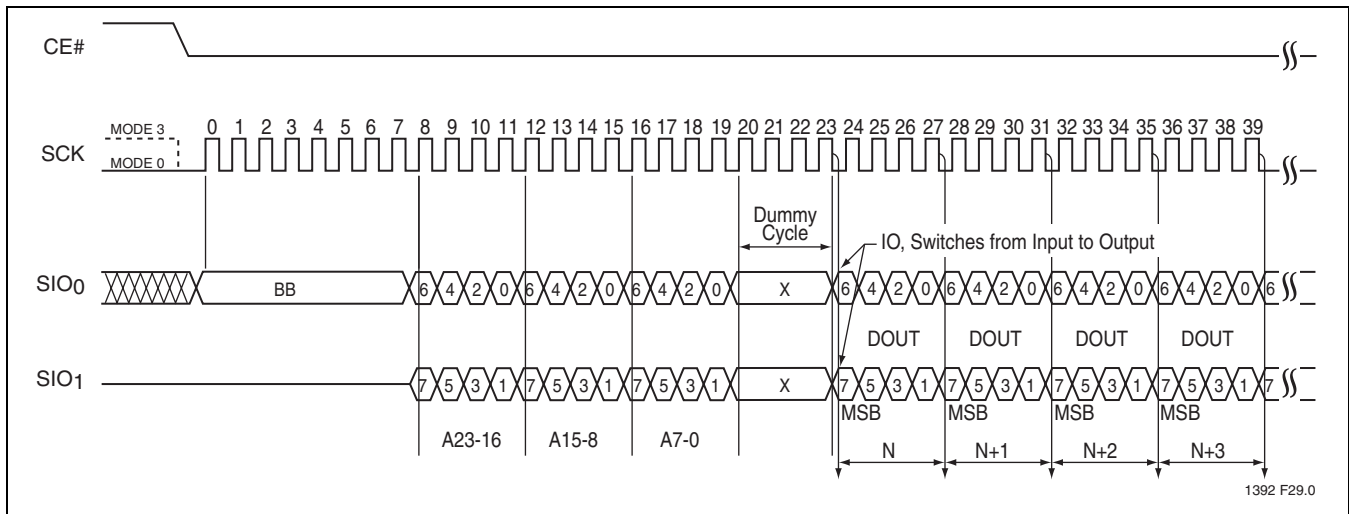 CE#
MODE 3
0 1 2 3 4 5 6 7 8 9 10 11 12 13 14 15 16 17 18 19 20 21 22 23 24 25 26 27 28 29 30 31 32 33 34 35 36 37 38 39
SCK
MODE 0
Dummy
Cycle
IO, Switches from Input to Output
SIO0
BB
6 4 2 0 6 4 2 0 6 4 2 0 X 6 4 2 0 6 4 2 0 6 4 2 0 6 4 2 0 6
DOUT DOUT DOUT DOUT
SIO1
7 5 3 1 7 5 3 1 7 5 3 1 X 7 5 3 1 7 5 3 1 7 5 3 1 7 5 3 1 7
MSB MSB MSB MSB
A23-16 A15-8 A7-0
N N+1 N+2 N+3
1392 F29.0